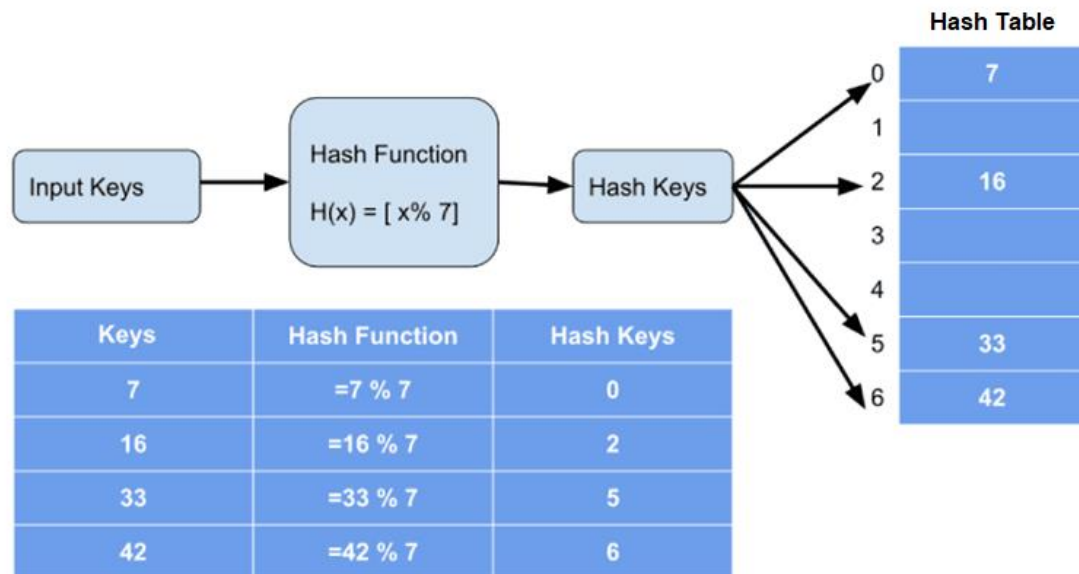 Hash Table
0 7
1
Input Keys
Hash Function
H(x) = [ x% 7]
Hash Keys
2 16
3
4
5 33
6 42
Keys Hash Function Hash Keys
7 =7 % 7 0
16 =16 % 7 2
33 =33 % 7 5
42 =42 % 7 6